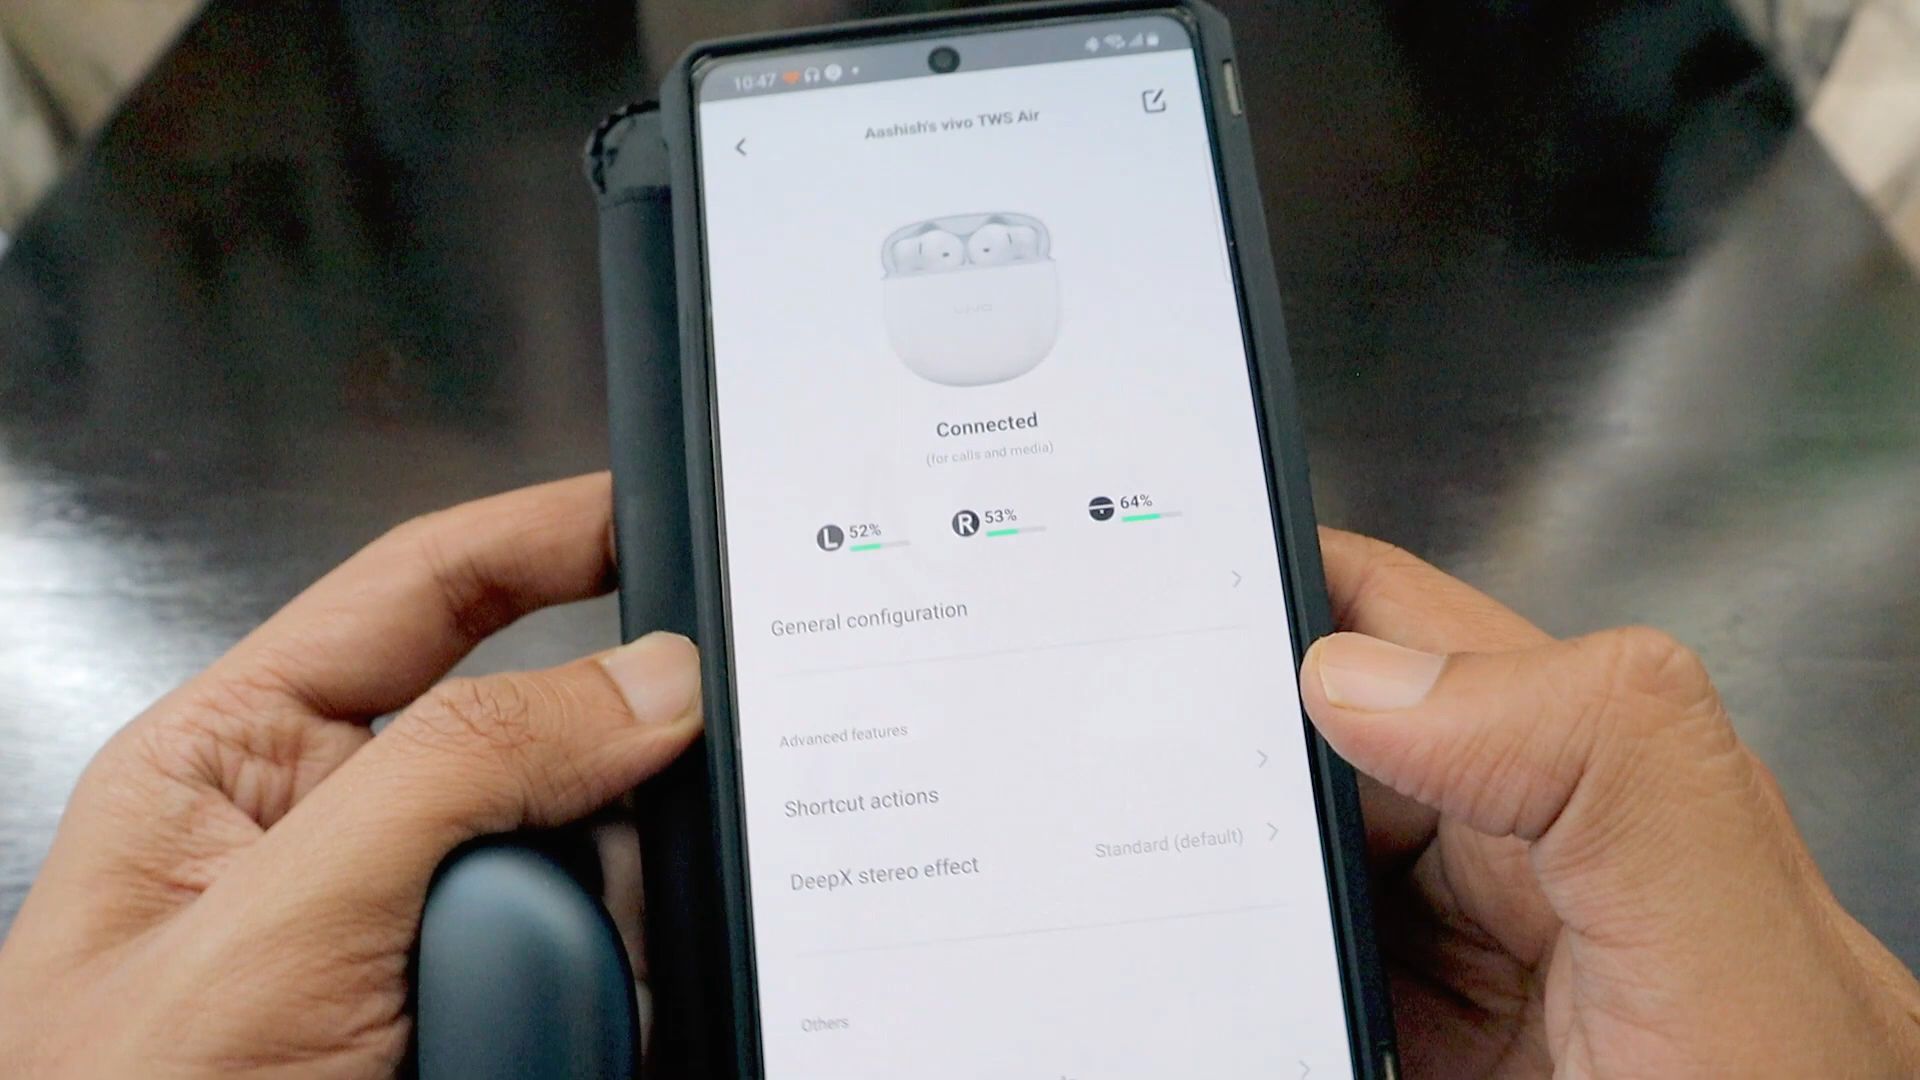 10:47
Aashish's vivo TWS Air
vivo
Connected
(for calls and media)
L 52%
R 53%
64%
General configuration
Advanced features
Shortcut actions
DeepX stereo effect
Standard (default)
Others